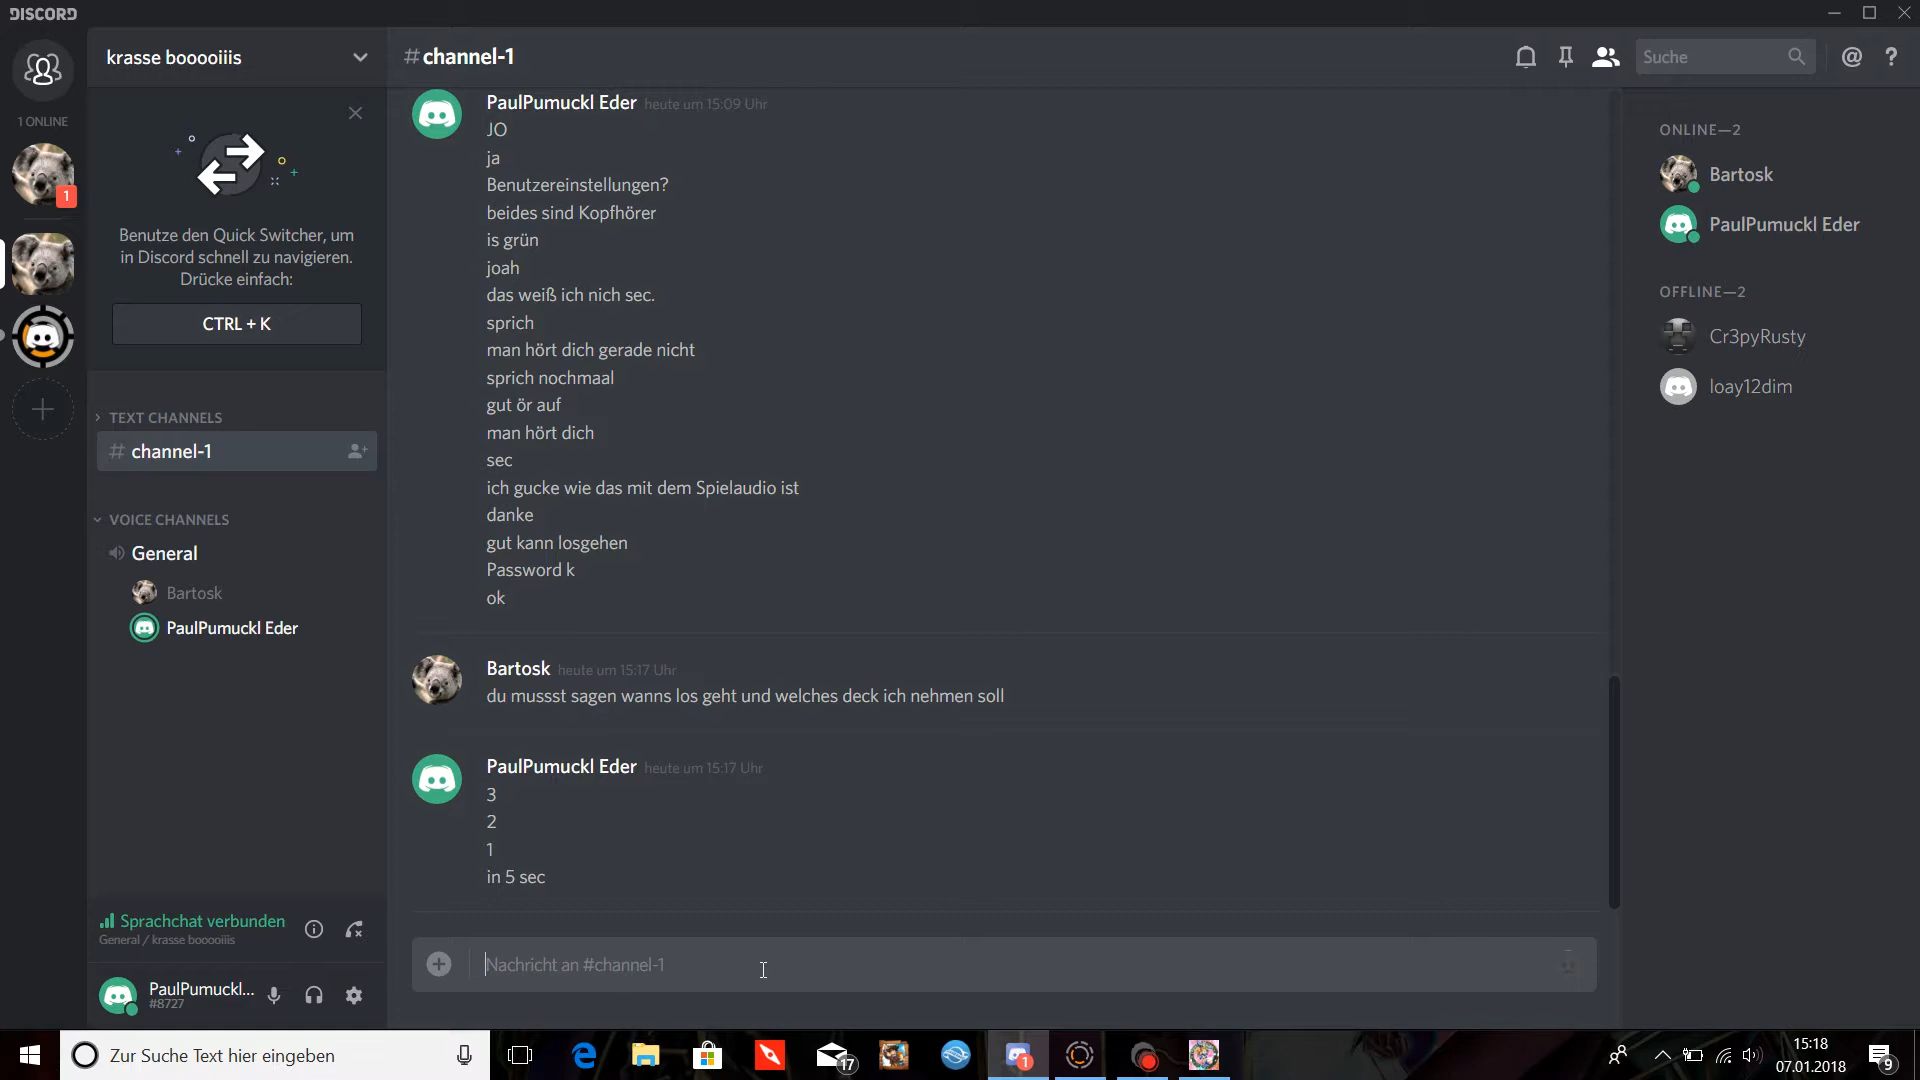 DISCORD
krasse booooiiis
# channel-1
Suche
@ ?
1 ONLINE
1
Benutze den Quick Switcher, um
in Discord schnell zu navigieren.
Drücke einfach:
CTRL + K
TEXT CHANNELS
# channel-1
VOICE CHANNELS
General
Bartosk
PaulPumuckl Eder
Sprachchat verbunden
General / krasse booooiiis
PaulPumuckl...
#8727
PaulPumuckl Eder heute um 15:09 Uhr
JO
ja
Benutzereinstellungen?
beides sind Kopfhörer
is grün
joah
das weiß ich nich sec.
sprich
man hört dich gerade nicht
sprich nochmaal
gut ör auf
man hört dich
sec
ich gucke wie das mit dem Spielaudio ist
danke
gut kann losgehen
Password k
ok
Bartosk heute um 15:17 Uhr
du mussst sagen wanns los geht und welches deck ich nehmen soll
PaulPumuckl Eder heute um 15:17 Uhr
3
2
1
in 5 sec
Nachricht an #channel-1
ONLINE—2
Bartosk
PaulPumuckl Eder
OFFLINE—2
Cr3pyRusty
loay12dim
Zur Suche Text hier eingeben
17
1
15:18
07.01.2018
9